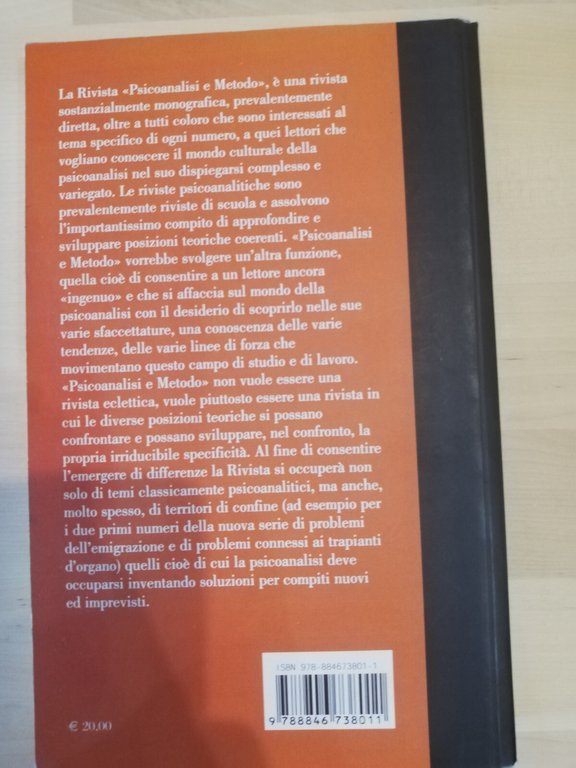 La Rivista «Psicoanalisi e Metodo», è una rivista
sostanzialmente monografica, prevalentemente
diretta, oltre a tutti coloro che sono interessati al
tema specifico di ogni numero, a quei lettori che
vogliano conoscere il mondo culturale della
psicoanalisi nel suo dispiegarsi complesso e
variegato. Le riviste psicoanalitiche sono
prevalentemente riviste di scuola e assolvono
l'importantissimo compito di approfondire e
sviluppare posizioni teoriche coerenti. «Psicoanalisi
e Metodo» vorrebbe svolgere un'altra funzione,
quella cioè di consentire a un lettore ancora
«ingenuo» e che si affaccia sul mondo della
psicoanalisi con il desiderio di scoprirlo nelle sue
varie sfaccettature, una conoscenza delle varie
tendenze, delle varie linee di forza che
movimentano questo campo di studio e di lavoro.
«Psicoanalisi e Metodo» non vuole essere una
rivista eclettica, vuole piuttosto essere una rivista in
cui le diverse posizioni teoriche si possano
confrontare e possano sviluppare, nel confronto, la
propria irriducibile specificità. Al fine di consentire
l'emergere di differenze la Rivista si occuperà non
solo di temi classicamente psicoanalitici, ma anche,
molto spesso, di territori di confine (ad esempio per
i due primi numeri della nuova serie di problemi
dell'emigrazione e di problemi connessi ai trapianti
d'organo) quelli cioè di cui la psicoanalisi deve
occuparsi inventando soluzioni per compiti nuovi
ed imprevisti.
ISBN 978-884673801-1
9 788846 738011
€ 20,00